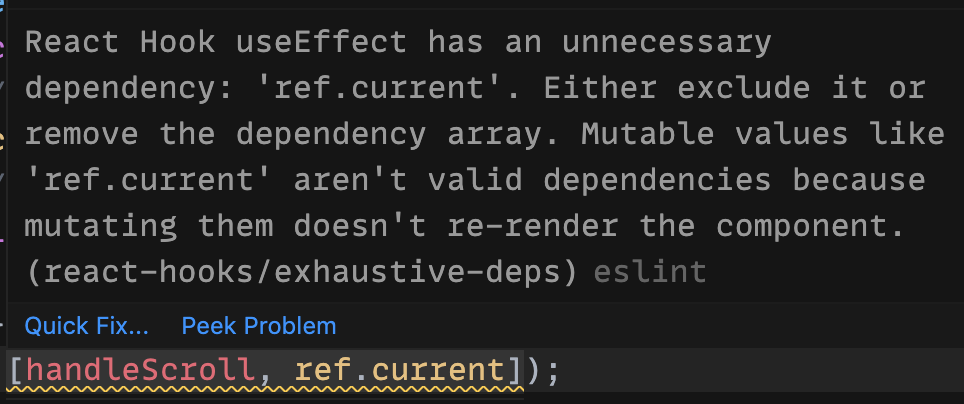 React Hook useEffect has an unnecessary
dependency: 'ref.current'. Either exclude it or
remove the dependency array. Mutable values like
'ref.current' aren't valid dependencies because
mutating them doesn't re-render the component.
(react-hooks/exhaustive-deps) eslint
Quick Fix... Peek Problem
[handleScroll, ref.current]);